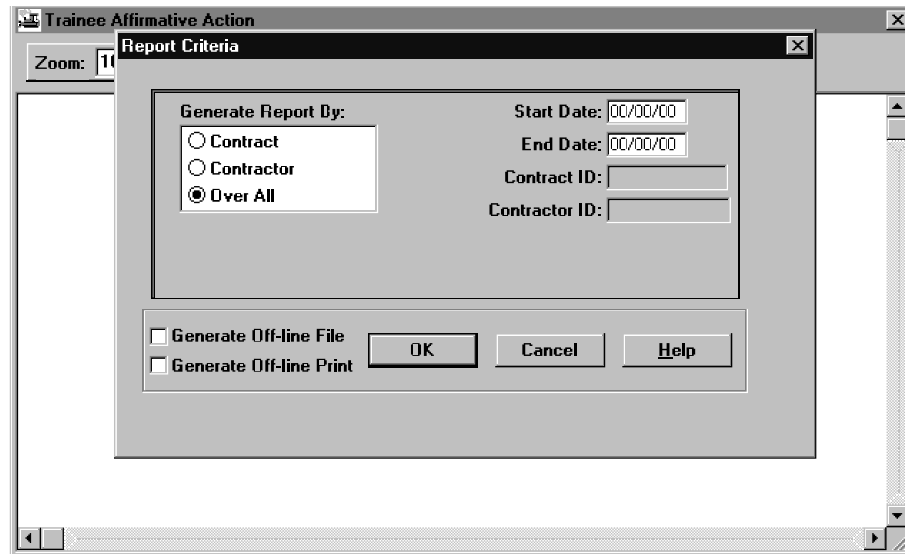 Trainee Affirmative Action
Zoom:
Report Criteria
Generate Report By:
Contract
Contractor
Over All
Start Date: 00/00/00
End Date: 00/00/00
Contract ID:
Contractor ID:
Generate Off-line File
Generate Off-line Print
OK
Cancel
Help